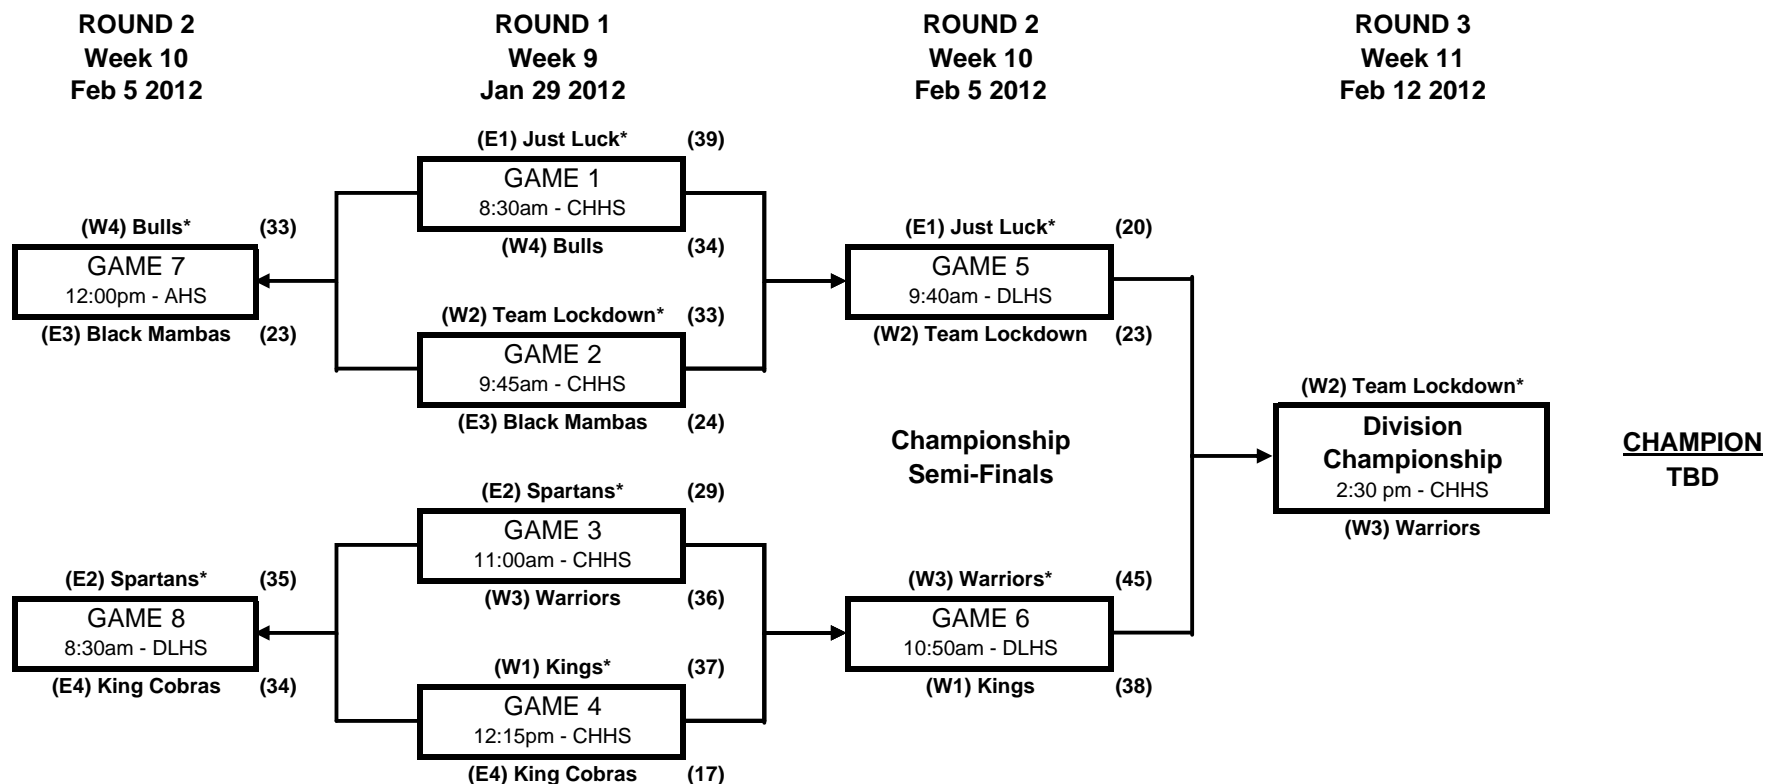 ROUND 2
Week 10
Feb 5 2012
ROUND 1
Week 9
Jan 29 2012
ROUND 2
Week 10
Feb 5 2012
ROUND 3
Week 11
Feb 12 2012
(W4) Bulls* (33)
GAME 7
12:00pm - AHS
(E3) Black Mambas (23)
(E2) Spartans* (35)
GAME 8
8:30am - DLHS
(E4) King Cobras (34)
(E1) Just Luck* (39)
GAME 1
8:30am - CHHS
(W4) Bulls (34)
(W2) Team Lockdown* (33)
GAME 2
9:45am - CHHS
(E3) Black Mambas (24)
(E2) Spartans* (29)
GAME 3
11:00am - CHHS
(W3) Warriors (36)
(W1) Kings* (37)
GAME 4
12:15pm - CHHS
(E4) King Cobras (17)
(E1) Just Luck* (20)
GAME 5
9:40am - DLHS
(W2) Team Lockdown (23)
Championship
Semi-Finals
(W3) Warriors* (45)
GAME 6
10:50am - DLHS
(W1) Kings (38)
(W2) Team Lockdown*
Division
Championship
2:30 pm - CHHS
(W3) Warriors
CHAMPION
TBD